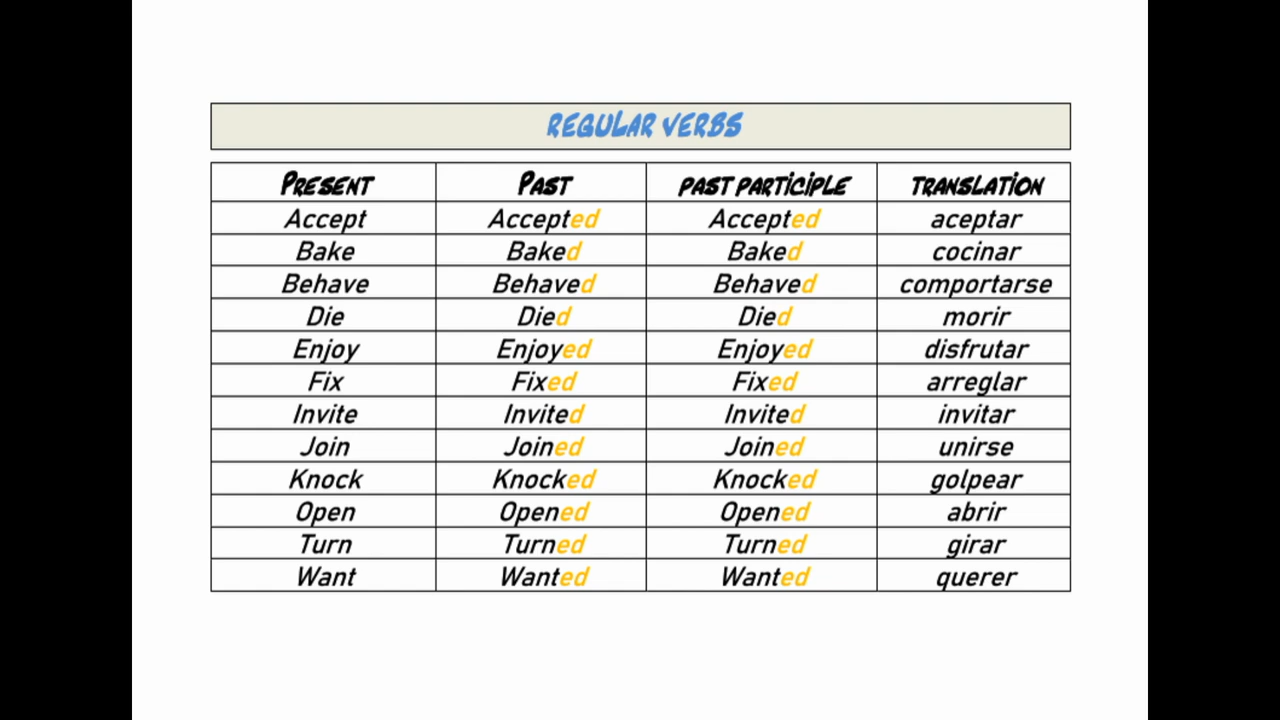 REGULAR VERBS
PRESENT PAST PAST PARTICIPLE TRANSLATION
Accept Accepted Accepted aceptar
Bake Baked Baked cocinar
Behave Behaved Behaved comportarse
Die Died Died morir
Enjoy Enjoyed Enjoyed disfrutar
Fix Fixed Fixed arreglar
Invite Invited Invited invitar
Join Joined Joined unirse
Knock Knocked Knocked golpear
Open Opened Opened abrir
Turn Turned Turned girar
Want Wanted Wanted querer